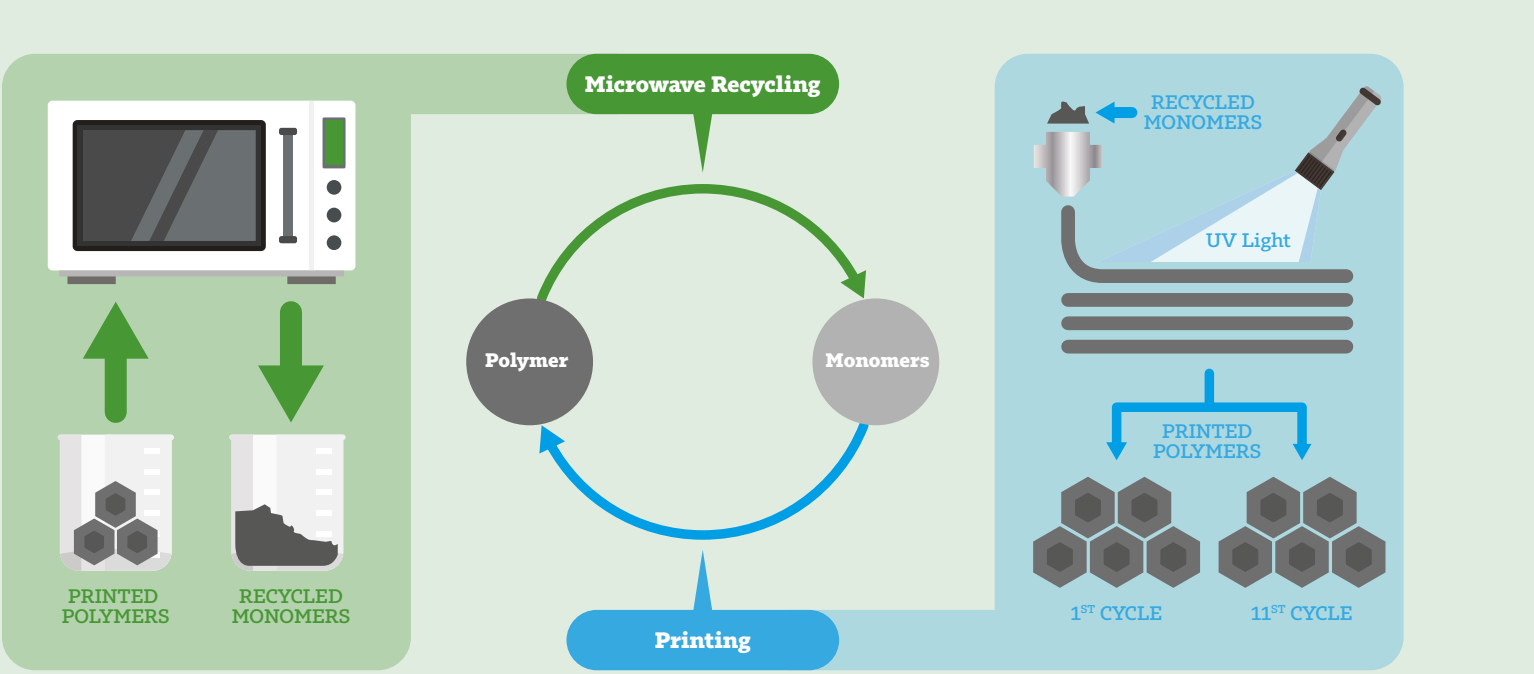 Microwave Recycling
RECYCLED
MONOMERS
UV Light
Polymer
Monomers
PRINTED
POLYMERS
PRINTED
POLYMERS
RECYCLED
MONOMERS
1ST CYCLE
11ST CYCLE
Printing